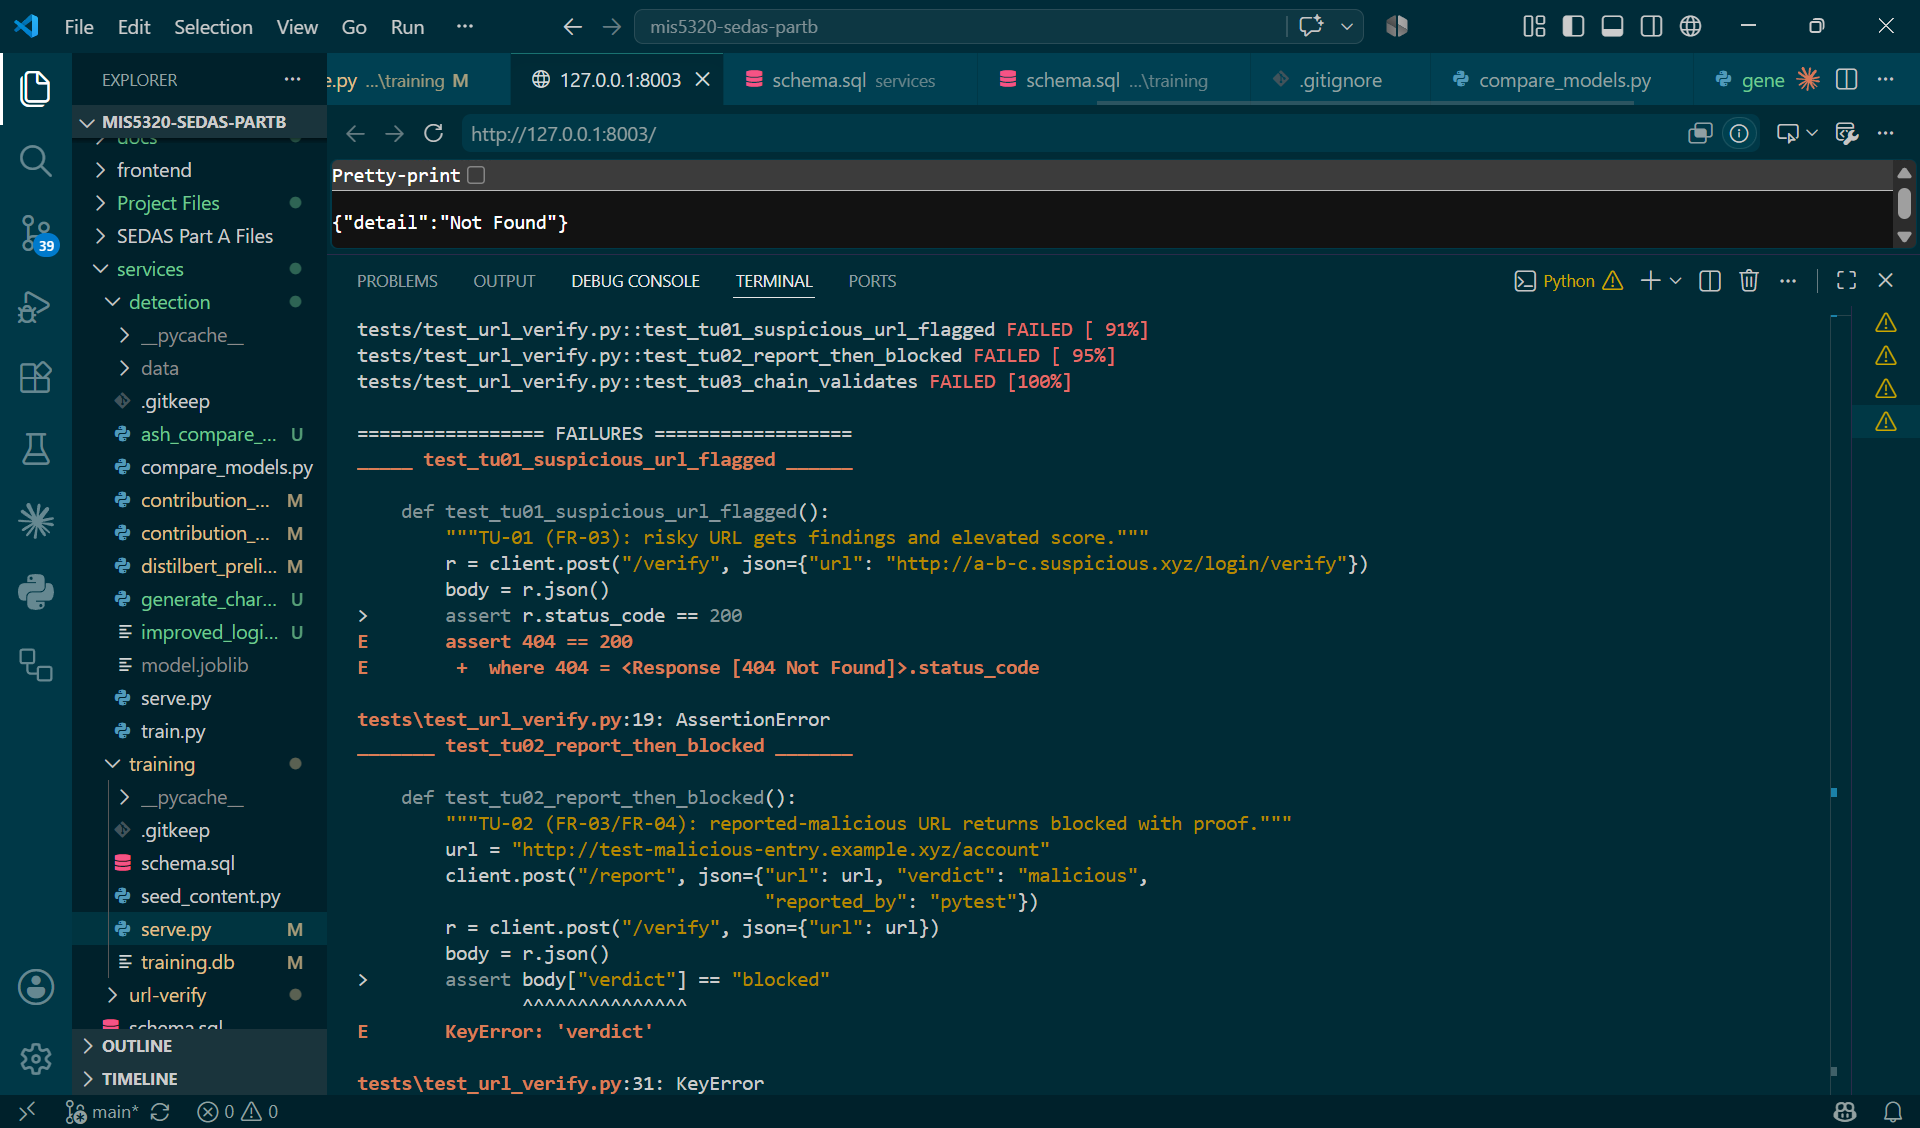 File Edit Selection View Go Run ···
mis5320-sedas-partb
EXPLORER ···
e.py ...\training M
127.0.0.1:8003
schema.sql services
schema.sql ...\training
.gitignore
compare_models.py
gene
MIS5320-SEDAS-PARTB
docs
frontend
Project Files
SEDAS Part A Files
services
detection
__pycache__
data
.gitkeep
ash_compare_... U
compare_models.py
contribution_... M
contribution_... M
distilbert_preli... M
generate_char... U
improved_logi... U
model.joblib
serve.py
train.py
training
__pycache__
.gitkeep
schema.sql
seed_content.py
serve.py M
training.db M
url-verify
schema.sql
OUTLINE
TIMELINE
39
http://127.0.0.1:8003/
Pretty-print
{"detail":"Not Found"}
PROBLEMS OUTPUT DEBUG CONSOLE TERMINAL PORTS
Python
tests/test_url_verify.py::test_tu01_suspicious_url_flagged FAILED [ 91%]
tests/test_url_verify.py::test_tu02_report_then_blocked FAILED [ 95%]
tests/test_url_verify.py::test_tu03_chain_validates FAILED [100%]
================= FAILURES ==================
_____ test_tu01_suspicious_url_flagged ______
def test_tu01_suspicious_url_flagged():
"""TU-01 (FR-03): risky URL gets findings and elevated score."""
r = client.post("/verify", json={"url": "http://a-b-c.suspicious.xyz/login/verify"})
body = r.json()
> assert r.status_code == 200
E assert 404 == 200
E + where 404 = <Response [404 Not Found]>.status_code
tests\test_url_verify.py:19: AssertionError
_______ test_tu02_report_then_blocked _______
def test_tu02_report_then_blocked():
"""TU-02 (FR-03/FR-04): reported-malicious URL returns blocked with proof."""
url = "http://test-malicious-entry.example.xyz/account"
client.post("/report", json={"url": url, "verdict": "malicious",
"reported_by": "pytest"})
r = client.post("/verify", json={"url": url})
body = r.json()
> assert body["verdict"] == "blocked"
^^^^^^^^^^^^^^^
E KeyError: 'verdict'
tests\test_url_verify.py:31: KeyError
main* 0 0